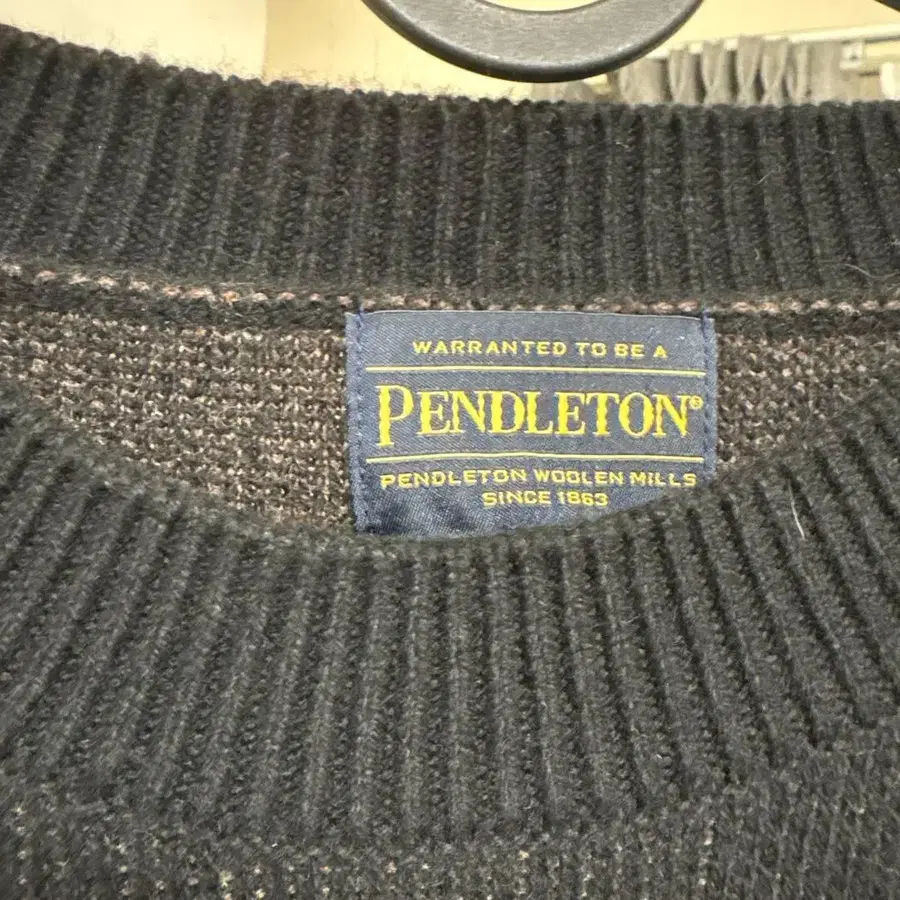 WARRANTED TO BE A
PENDLETON®
PENDLETON WOOLEN MILLS
SINCE 1863